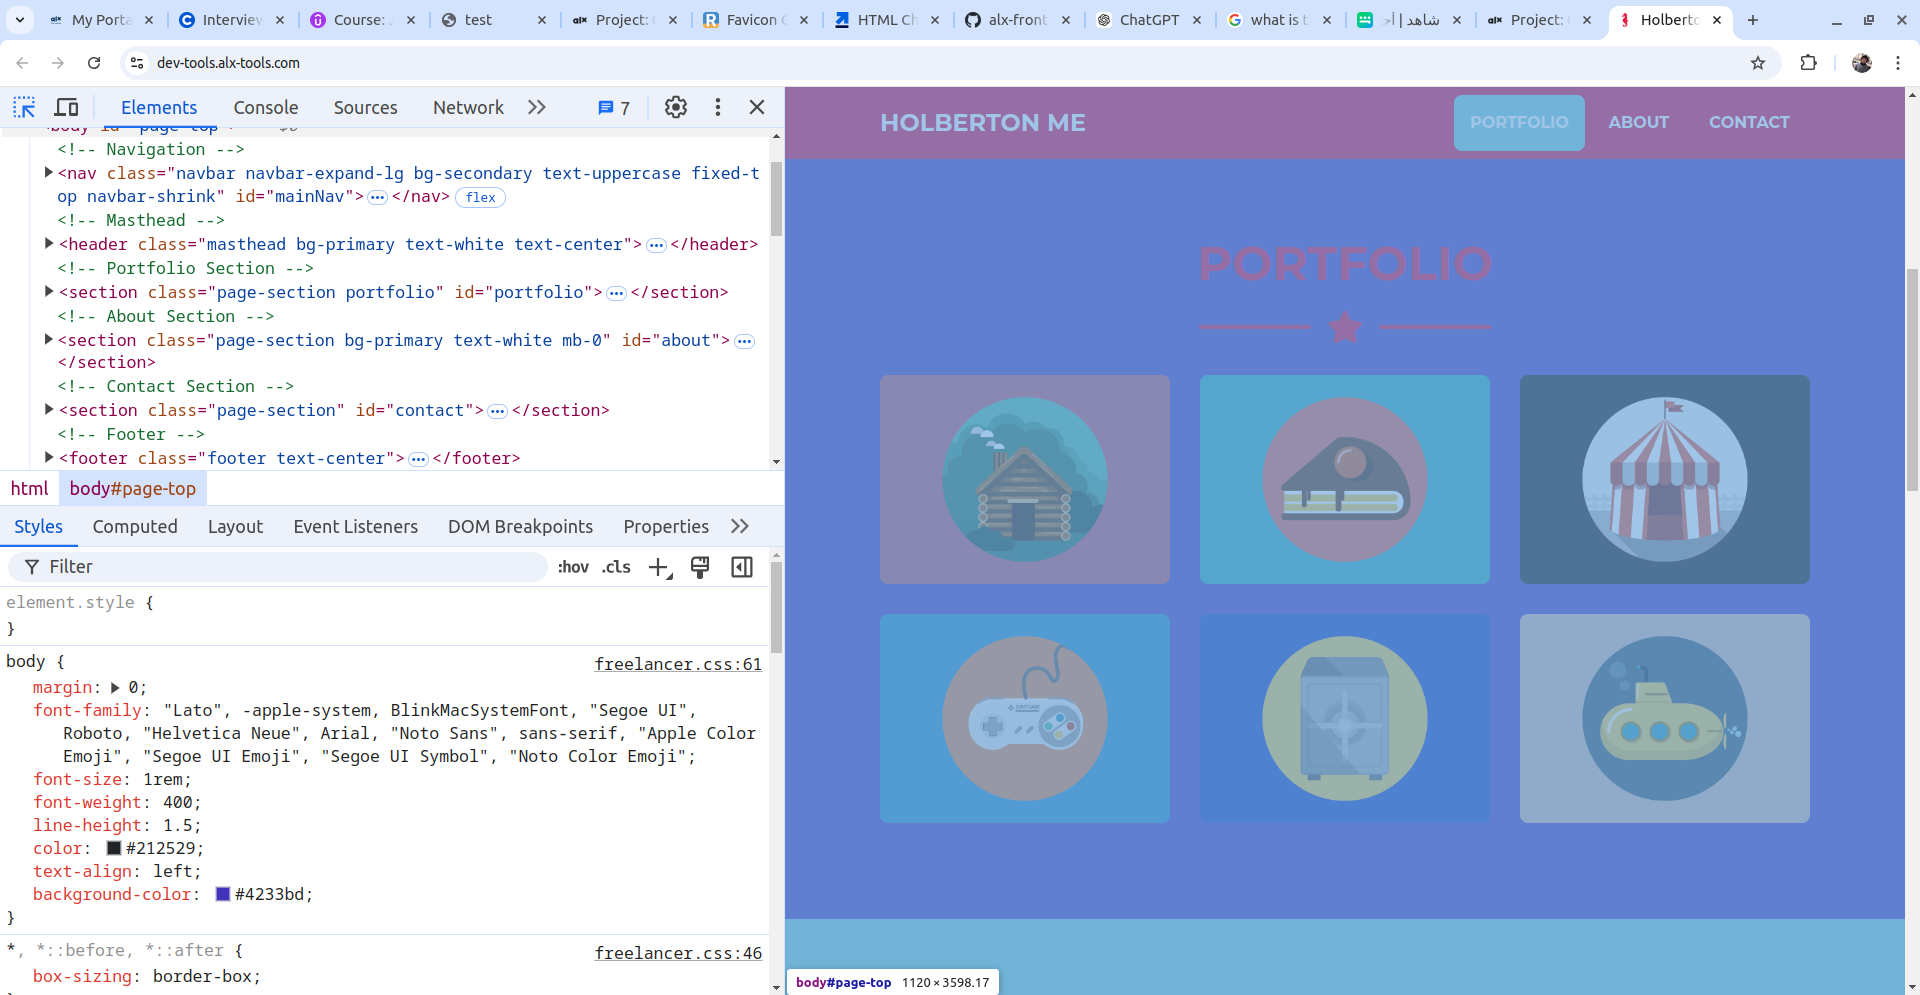 My Porta
Interview
Course: J
test
Project: C
Favicon C
HTML Ch
alx-front
ChatGPT
what is t
شاهد | أحـ
Project: C
Holberto
dev-tools.alx-tools.com
Elements
Console
Sources
Network
7
<body id="page-top"> == $0
<!-- Navigation -->
<nav class="navbar navbar-expand-lg bg-secondary text-uppercase fixed-t
op navbar-shrink" id="mainNav"> ••• </nav> flex
<!-- Masthead -->
<header class="masthead bg-primary text-white text-center"> ••• </header>
<!-- Portfolio Section -->
<section class="page-section portfolio" id="portfolio"> ••• </section>
<!-- About Section -->
<section class="page-section bg-primary text-white mb-0" id="about"> •••
</section>
<!-- Contact Section -->
<section class="page-section" id="contact"> ••• </section>
<!-- Footer -->
<footer class="footer text-center"> ••• </footer>
html
body#page-top
Styles
Computed
Layout
Event Listeners
DOM Breakpoints
Properties
Filter
:hov
.cls
element.style {
}
body {
freelancer.css:61
margin: 0;
font-family: "Lato", -apple-system, BlinkMacSystemFont, "Segoe UI",
Roboto, "Helvetica Neue", Arial, "Noto Sans", sans-serif, "Apple Color
Emoji", "Segoe UI Emoji", "Segoe UI Symbol", "Noto Color Emoji";
font-size: 1rem;
font-weight: 400;
line-height: 1.5;
color: #212529;
text-align: left;
background-color: #4233bd;
}
*, *::before, *::after {
freelancer.css:46
box-sizing: border-box;
HOLBERTON ME
PORTFOLIO
ABOUT
CONTACT
PORTFOLIO
body#page-top 1120 × 3598.17